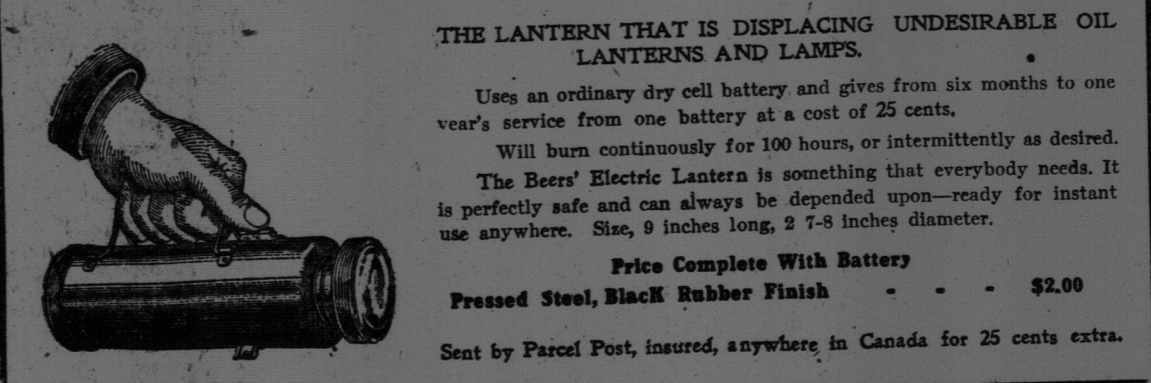 THE LANTERN THAT IS DISPLACING UNDESIRABLE OIL
LANTERNS AND LAMPS.
Uses an ordinary dry cell battery and gives from six months to one
year's service from one battery at a cost of 25 cents.
Will burn continuously for 100 hours, or intermittently as desired.
The Beers' Electric Lantern is something that everybody needs. It
is perfectly safe and can always be depended upon—ready for instant
use anywhere. Size, 9 inches long, 2 7-8 inches diameter.
Price Complete With Battery
Pressed Steel, BlacK Rubber Finish - - - $2.00
Sent by Parcel Post, insured, anywhere in Canada for 25 cents extra.